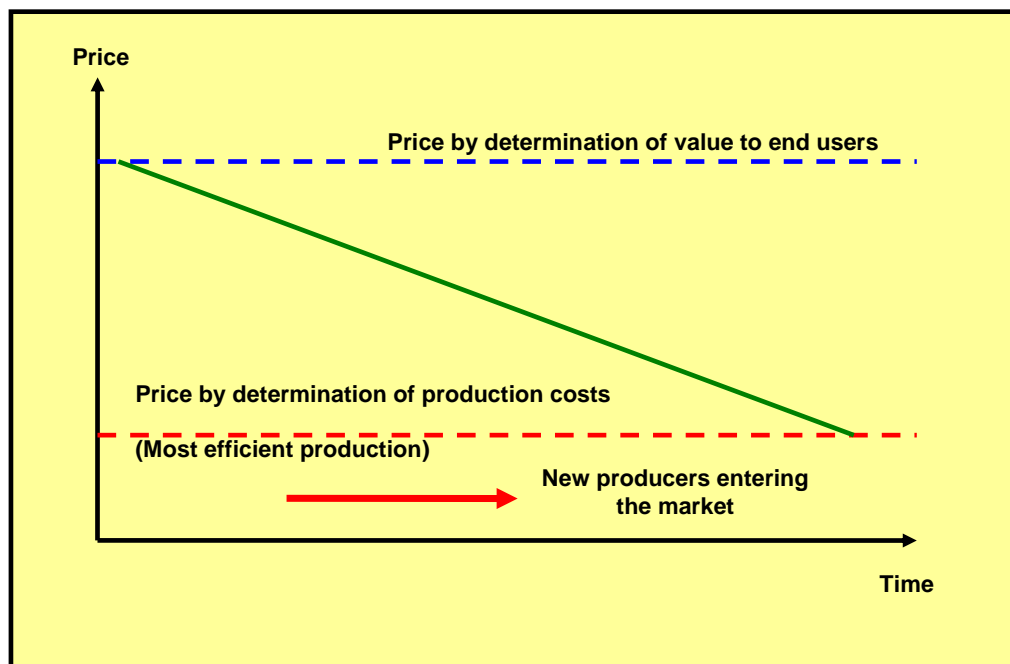 Price
Price by determination of value to end users
Price by determination of production costs
(Most efficient production)
New producers entering
the market
Time